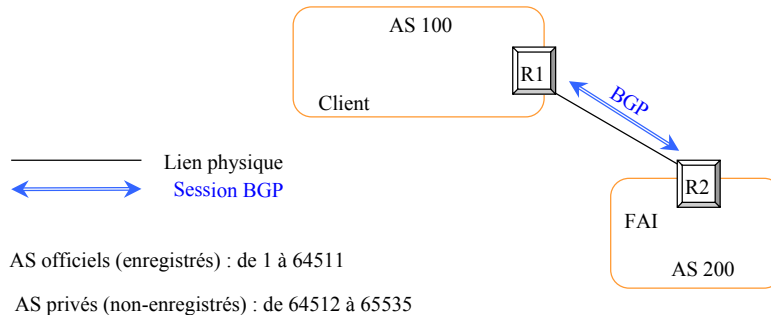 AS 100
R1
Client
BGP
Lien physique
Session BGP
R2
FAI
AS 200
AS officiels (enregistrés) : de 1 à 64511
AS privés (non-enregistrés) : de 64512 à 65535